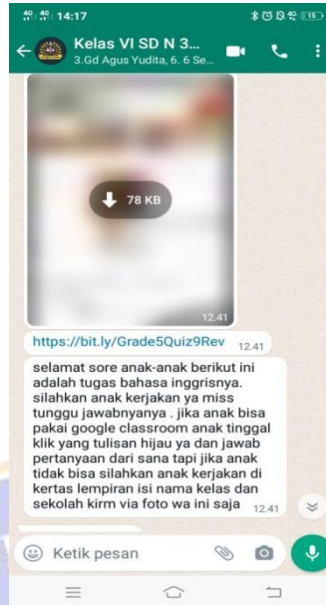 14:17
Kelas VI SD N 3...
3.Gd Agus Yudita, 6. 6 Se...
78 KB
12.41
https://bit.ly/Grade5Quiz9Rev 12.41
selamat sore anak-anak berikut ini
adalah tugas bahasa inggrisnya.
silahkan anak kerjakan ya miss
tunggu jawabnyanya . jika anak bisa
pakai google classroom anak tinggal
klik yang tulisan hijau ya dan jawab
pertanyaan dari sana tapi jika anak
tidak bisa silahkan anak kerjakan di
kertas lempiran isi nama kelas dan
sekolah kirm via foto wa ini saja 12.41
Ketik pesan